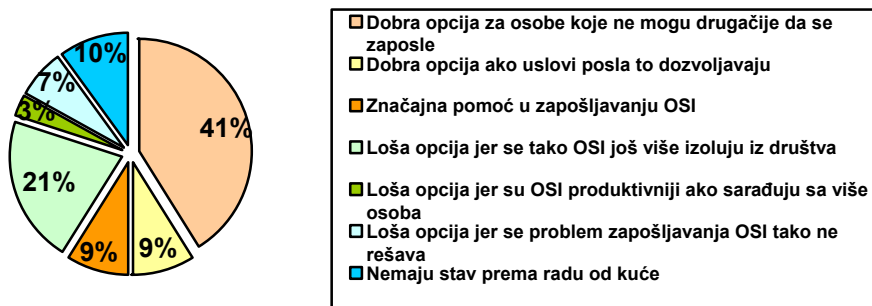 10%
7%
3%
41%
21%
9%
9%
Dobra opcija za osobe koje ne mogu drugačije da se
zaposle
Dobra opcija ako uslovi posla to dozvoljavaju
Značajna pomoć u zapošljavanju OSI
Loša opcija jer se tako OSI još više izoluju iz društva
Loša opcija jer su OSI produktivniji ako sarađuju sa više
osoba
Loša opcija jer se problem zapošljavanja OSI tako ne
rešava
Nemaju stav prema radu od kuće